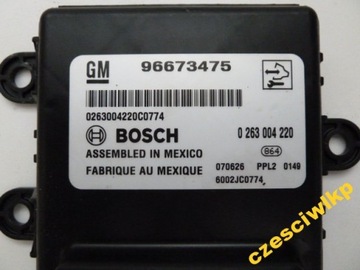 GM 96673475
0263004220C0774
BOSCH 0 263 004 220
ASSEMBLED IN MEXICO 864
FABRIQUE AU MEXIQUE 070626 PPL2 0149
6002JC0774
czesciwlkp